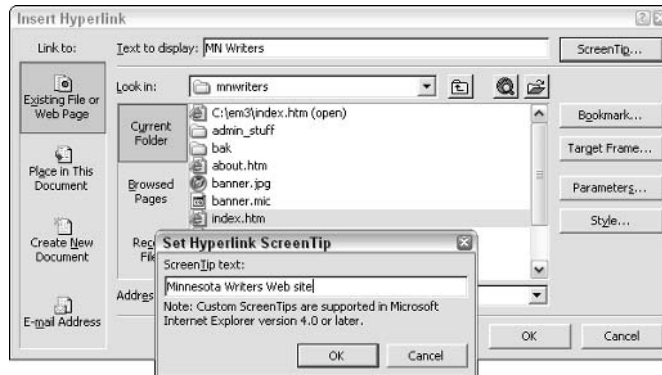 Insert Hyperlink
Link to:
Text to display: MN Writers
ScreenTip...
Existing File or
Web Page
Look in:
mnwriters
Current
Folder
C:\em3\index.htm (open)
admin_stuff
bak
about.htm
banner.jpg
banner.mic
index.htm
Bookmark...
Target Frame...
Parameters...
Style...
Place in This
Document
Browsed
Pages
Create New
Document
E-mail Address
Set Hyperlink ScreenTip
ScreenTip text:
Minnesota Writers Web site
Note: Custom ScreenTips are supported in Microsoft
Internet Explorer version 4.0 or later.
OK
Cancel
OK
Cancel